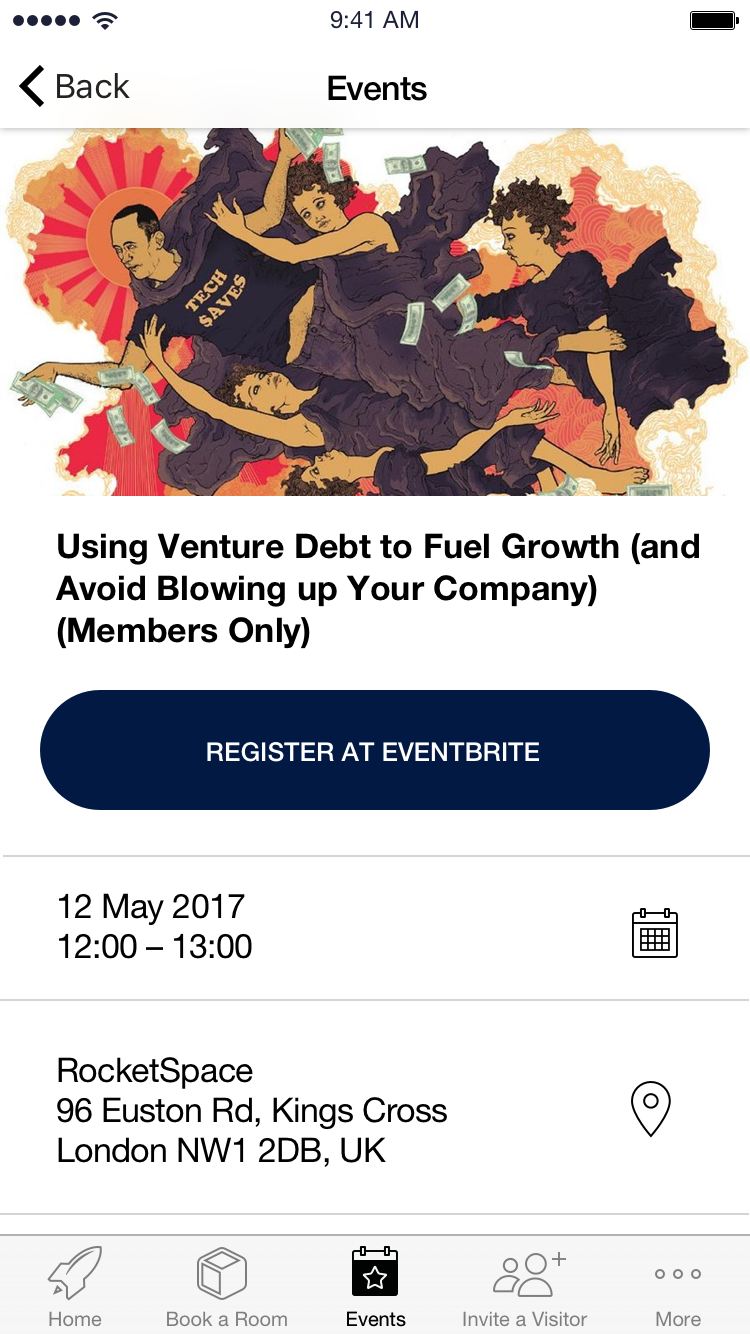 9:41 AM
Back
Events
TECH
$AVES
Using Venture Debt to Fuel Growth (and
Avoid Blowing up Your Company)
(Members Only)
REGISTER AT EVENTBRITE
12 May 2017
12:00 – 13:00
RocketSpace
96 Euston Rd, Kings Cross
London NW1 2DB, UK
Home
Book a Room
Events
Invite a Visitor
More